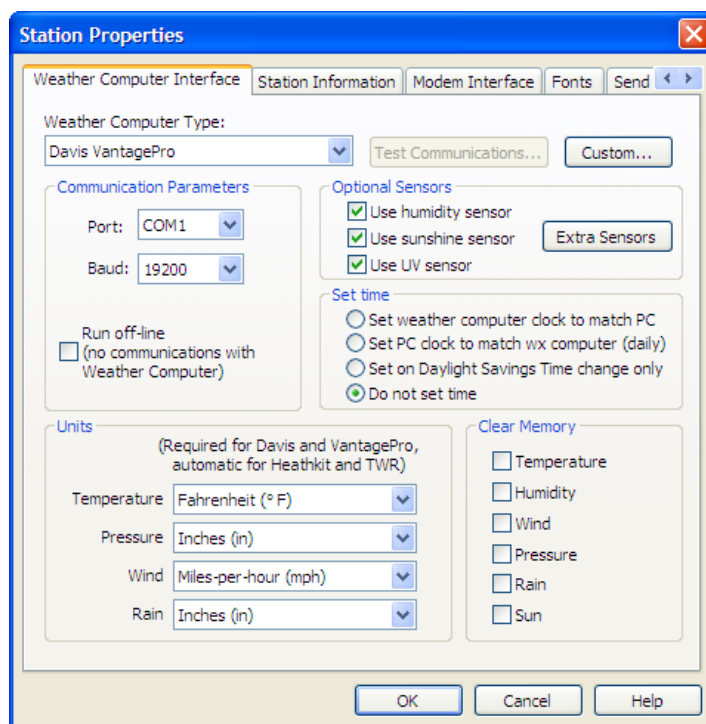 Station Properties
Weather Computer Interface
Station Information
Modem Interface
Fonts
Send
Weather Computer Type:
Davis VantagePro
Test Communications...
Custom...
Communication Parameters
Port: COM1
Baud: 19200
Run off-line
(no communications with
Weather Computer)
Optional Sensors
Use humidity sensor
Use sunshine sensor
Use UV sensor
Extra Sensors
Set time
Set weather computer clock to match PC
Set PC clock to match wx computer (daily)
Set on Daylight Savings Time change only
Do not set time
Units
(Required for Davis and VantagePro,
automatic for Heathkit and TWR)
Temperature Fahrenheit (° F)
Pressure Inches (in)
Wind Miles-per-hour (mph)
Rain Inches (in)
Clear Memory
Temperature
Humidity
Wind
Pressure
Rain
Sun
OK
Cancel
Help